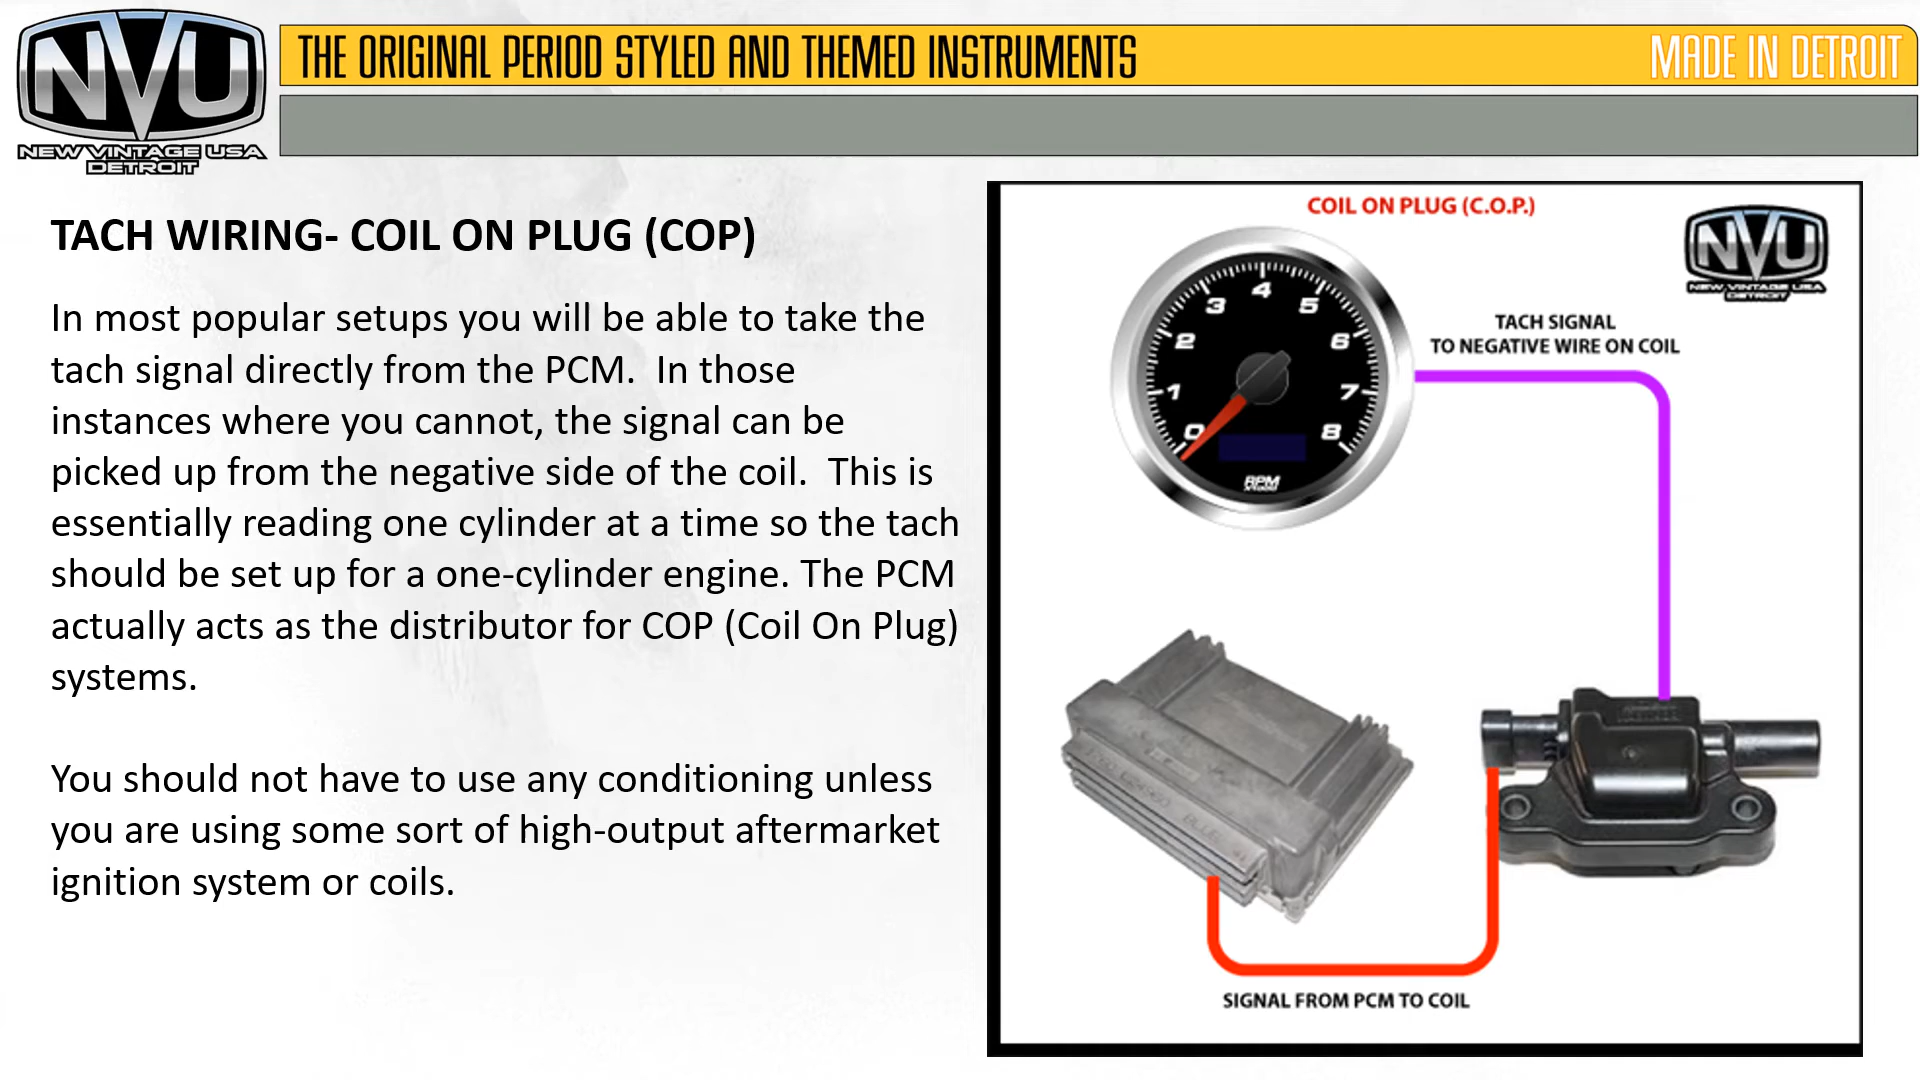 NVU
NEW VINTAGE USA
DETROIT
THE ORIGINAL PERIOD STYLED AND THEMED INSTRUMENTS
MADE IN DETROIT
TACH WIRING- COIL ON PLUG (COP)
In most popular setups you will be able to take the
tach signal directly from the PCM.  In those
instances where you cannot, the signal can be
picked up from the negative side of the coil.  This is
essentially reading one cylinder at a time so the tach
should be set up for a one-cylinder engine. The PCM
actually acts as the distributor for COP (Coil On Plug)
systems.
You should not have to use any conditioning unless
you are using some sort of high-output aftermarket
ignition system or coils.
COIL ON PLUG (C.O.P.)
NVU
NEW VINTAGE USA
DETROIT
0 1 2 3 4 5 6 7 8
RPM
X1000
TACH SIGNAL
TO NEGATIVE WIRE ON COIL
SIGNAL FROM PCM TO COIL